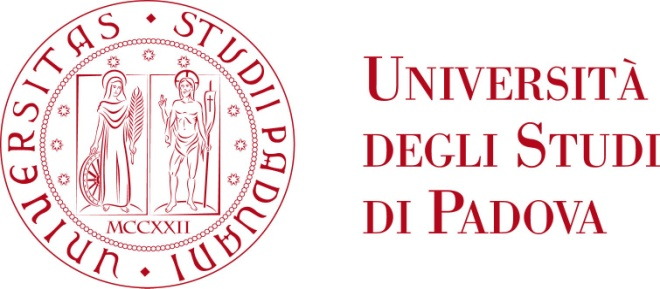 UNIVERSITAS • STUDII PADUANI •
MCCXXII
UNIVERSITÀ
DEGLI STUDI
DI PADOVA